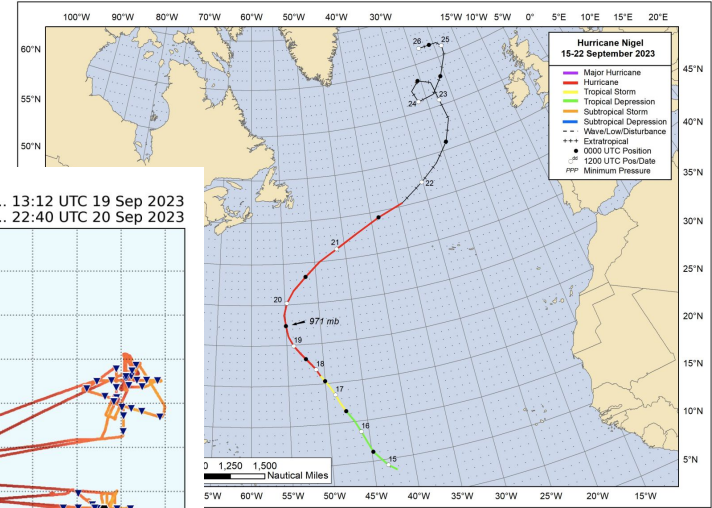 100°W 80°W 70°W 60°W 50°W 40°W 30°W 15°W 10°W 5°W 0° 5°E 10°E 15°E 20°E
60°N
55°N
50°N
Hurricane Nigel
15-22 September 2023
Major Hurricane
Hurricane
Tropical Storm
Tropical Depression
Subtropical Storm
Subtropical Depression
Wave/Low/Disturbance
Extratropical
0000 UTC Position
dd 1200 UTC Pos/Date
PPP Minimum Pressure
45°N
40°N
35°N
30°N
25°N
20°N
15°N
10°N
5°N
26
25
24
23
22
21
20
971 mb
19
18
17
16
15
.. 13:12 UTC 19 Sep 2023
.. 22:40 UTC 20 Sep 2023
0 1,250 1,500
Nautical Miles
5°W 60°W 55°W 50°W 45°W 40°W 35°W 30°W 25°W 20°W 15°W